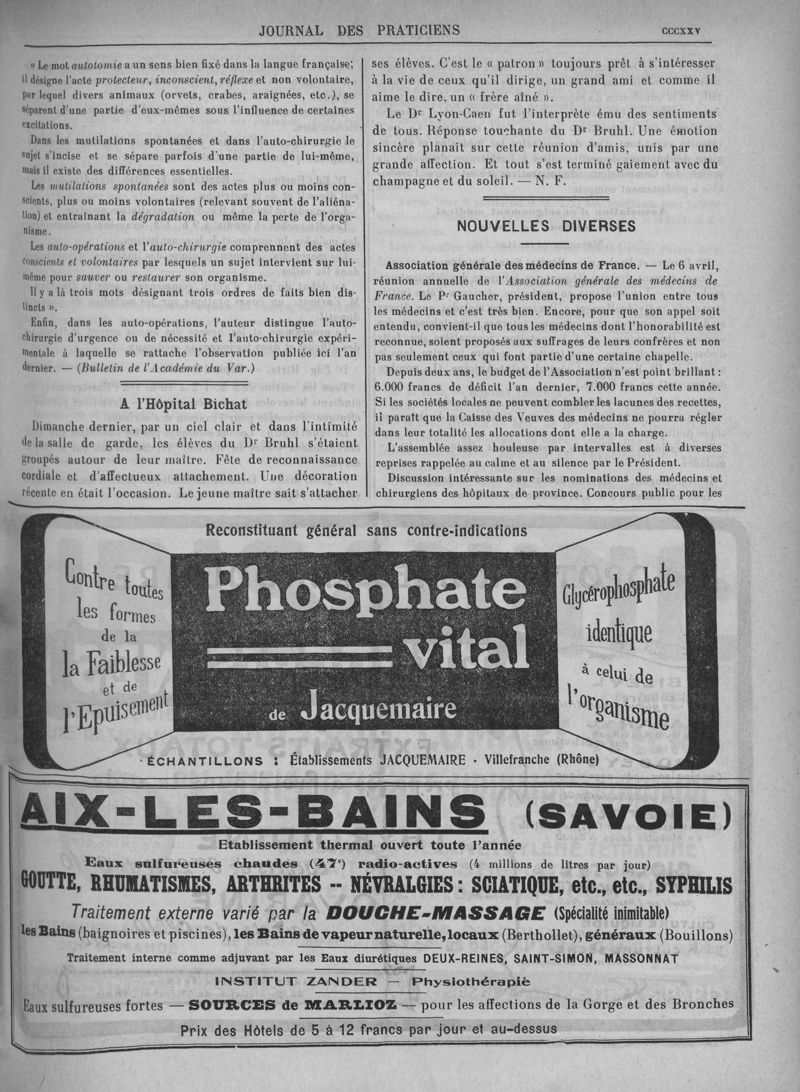 JOURNAL DES PRATICIENS
CCCXXV
« Le mot autotomie a un sens bien fixé dans la langue française;
il désigne l'acte protecteur, inconscient, réflexe et non volontaire,
par lequel divers animaux (orvets, crabes, araignées, etc.), se
séparent d'une partie d'eux-mêmes sous l'influence de certaines
excitations.
Dans les mutilations spontanées et dans l'auto-chirurgie le
sujet s'incise et se sépare parfois d'une partie de lui-même,
mais il existe des différences essentielles.
Les mutilations spontanées sont des actes plus ou moins con-
scients, plus ou moins volontaires (relevant souvent de l'aliéna-
tion) et entrainant la dégradation ou même la perte de l'orga-
nisme.
Les auto-opérations et l'auto-chirurgie comprennent des actes
conscients et volontaires par lesquels un sujet intervient sur lui-
même pour sauver ou restaurer son organisme.
Il y a là trois mots désignant trois ordres de faits bien dis-
tincts ».
Enfin, dans les auto-opérations, l'auteur distingue l'auto-
chirurgie d'urgence ou de nécessité et l'auto-chirurgie expéri-
mentale à laquelle se rattache l'observation publiée ici l'an
dernier. — (Bulletin de l'Académie du Var.)
A l'Hôpital Bichat
Dimanche dernier, par un ciel clair et dans l'intimité
de la salle de garde, les élèves du Dr Bruhl s'étaient
groupés autour de leur maître. Fête de reconnaissance
cordiale et d'affectueux attachement. Une décoration
récente en était l'occasion. Le jeune maître sait s'attacher
ses élèves. C'est le « patron » toujours prêt à s'intéresser
à la vie de ceux qu'il dirige, un grand ami et comme il
aime le dire, un « frère aîné ».
Le Dr Lyon-Caen fut l'interprète ému des sentiments
de tous. Réponse touchante du Dr Bruhl. Une émotion
sincère planait sur cette réunion d'amis, unis par une
grande affection. Et tout s'est terminé gaiement avec du
champagne et du soleil. — N. F.
NOUVELLES DIVERSES
Association générale des médecins de France. — Le 6 avril,
réunion annuelle de l'Association générale des médecins de
France. Le Pr Gaucher, président, propose l'union entre tous
les médecins et c'est très bien. Encore, pour que son appel soit
entendu, convient-il que tous les médecins dont l'honorabilité est
reconnue, soient proposés aux suffrages de leurs confrères et non
pas seulement ceux qui font partie d'une certaine chapelle.
Depuis deux ans, le budget de l'Association n'est point brillant :
6.000 francs de déficit l'an dernier, 7.000 francs cette année.
Si les sociétés locales ne peuvent combler les lacunes des recettes,
il paraît que la Caisse des Veuves des médecins ne pourra régler
dans leur totalité les allocations dont elle a la charge.
L'assemblée assez houleuse par intervalles est à diverses
reprises rappelée au calme et au silence par le Président.
Discussion intéressante sur les nominations des médecins et
chirurgiens des hôpitaux de province. Concours public pour les
Reconstituant général sans contre-indications
Contre toutes
les formes
de la
la Faiblesse
et de
l'Epuisement
Phosphate
vital
de Jacquemaire
Glycérophosphate
identique
à celui de
l'organisme
ÉCHANTILLONS : Établissements JACQUEMAIRE - Villefranche (Rhône)
AIX-LES-BAINS (SAVOIE)
Etablissement thermal ouvert toute l'année
Eaux sulfureuses chaudes (47°) radio-actives (4 millions de litres par jour)
GOUTTE, RHUMATISMES, ARTHRITES -- NÉVRALGIES : SCIATIQUE, etc., etc., SYPHILIS
Traitement externe varié par la DOUCHE-MASSAGE (Spécialité inimitable)
les Bains (baignoires et piscines), les Bains de vapeur naturelle, locaux (Berthollet), généraux (Bouillons)
Traitement interne comme adjuvant par les Eaux diurétiques DEUX-REINES, SAINT-SIMON, MASSONNAT
INSTITUT ZANDER — Physiothérapie
Eaux sulfureuses fortes — SOURCES de MARLIOZ — pour les affections de la Gorge et des Bronches
Prix des Hôtels de 5 à 12 francs par jour et au-dessus